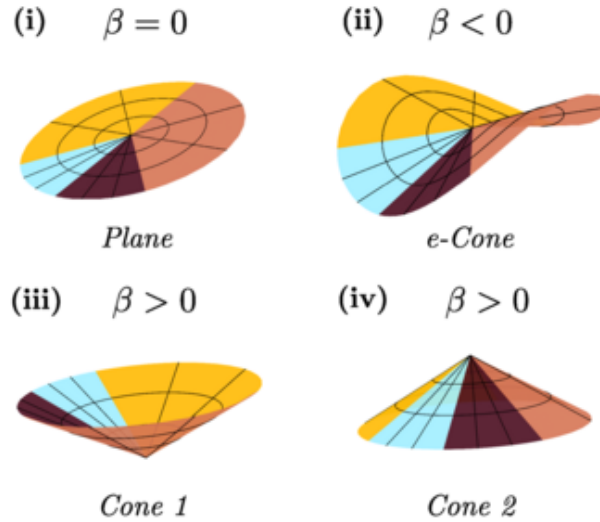 (i) β = 0
(ii) β < 0
Plane
e-Cone
(iii) β > 0
(iv) β > 0
Cone 1
Cone 2